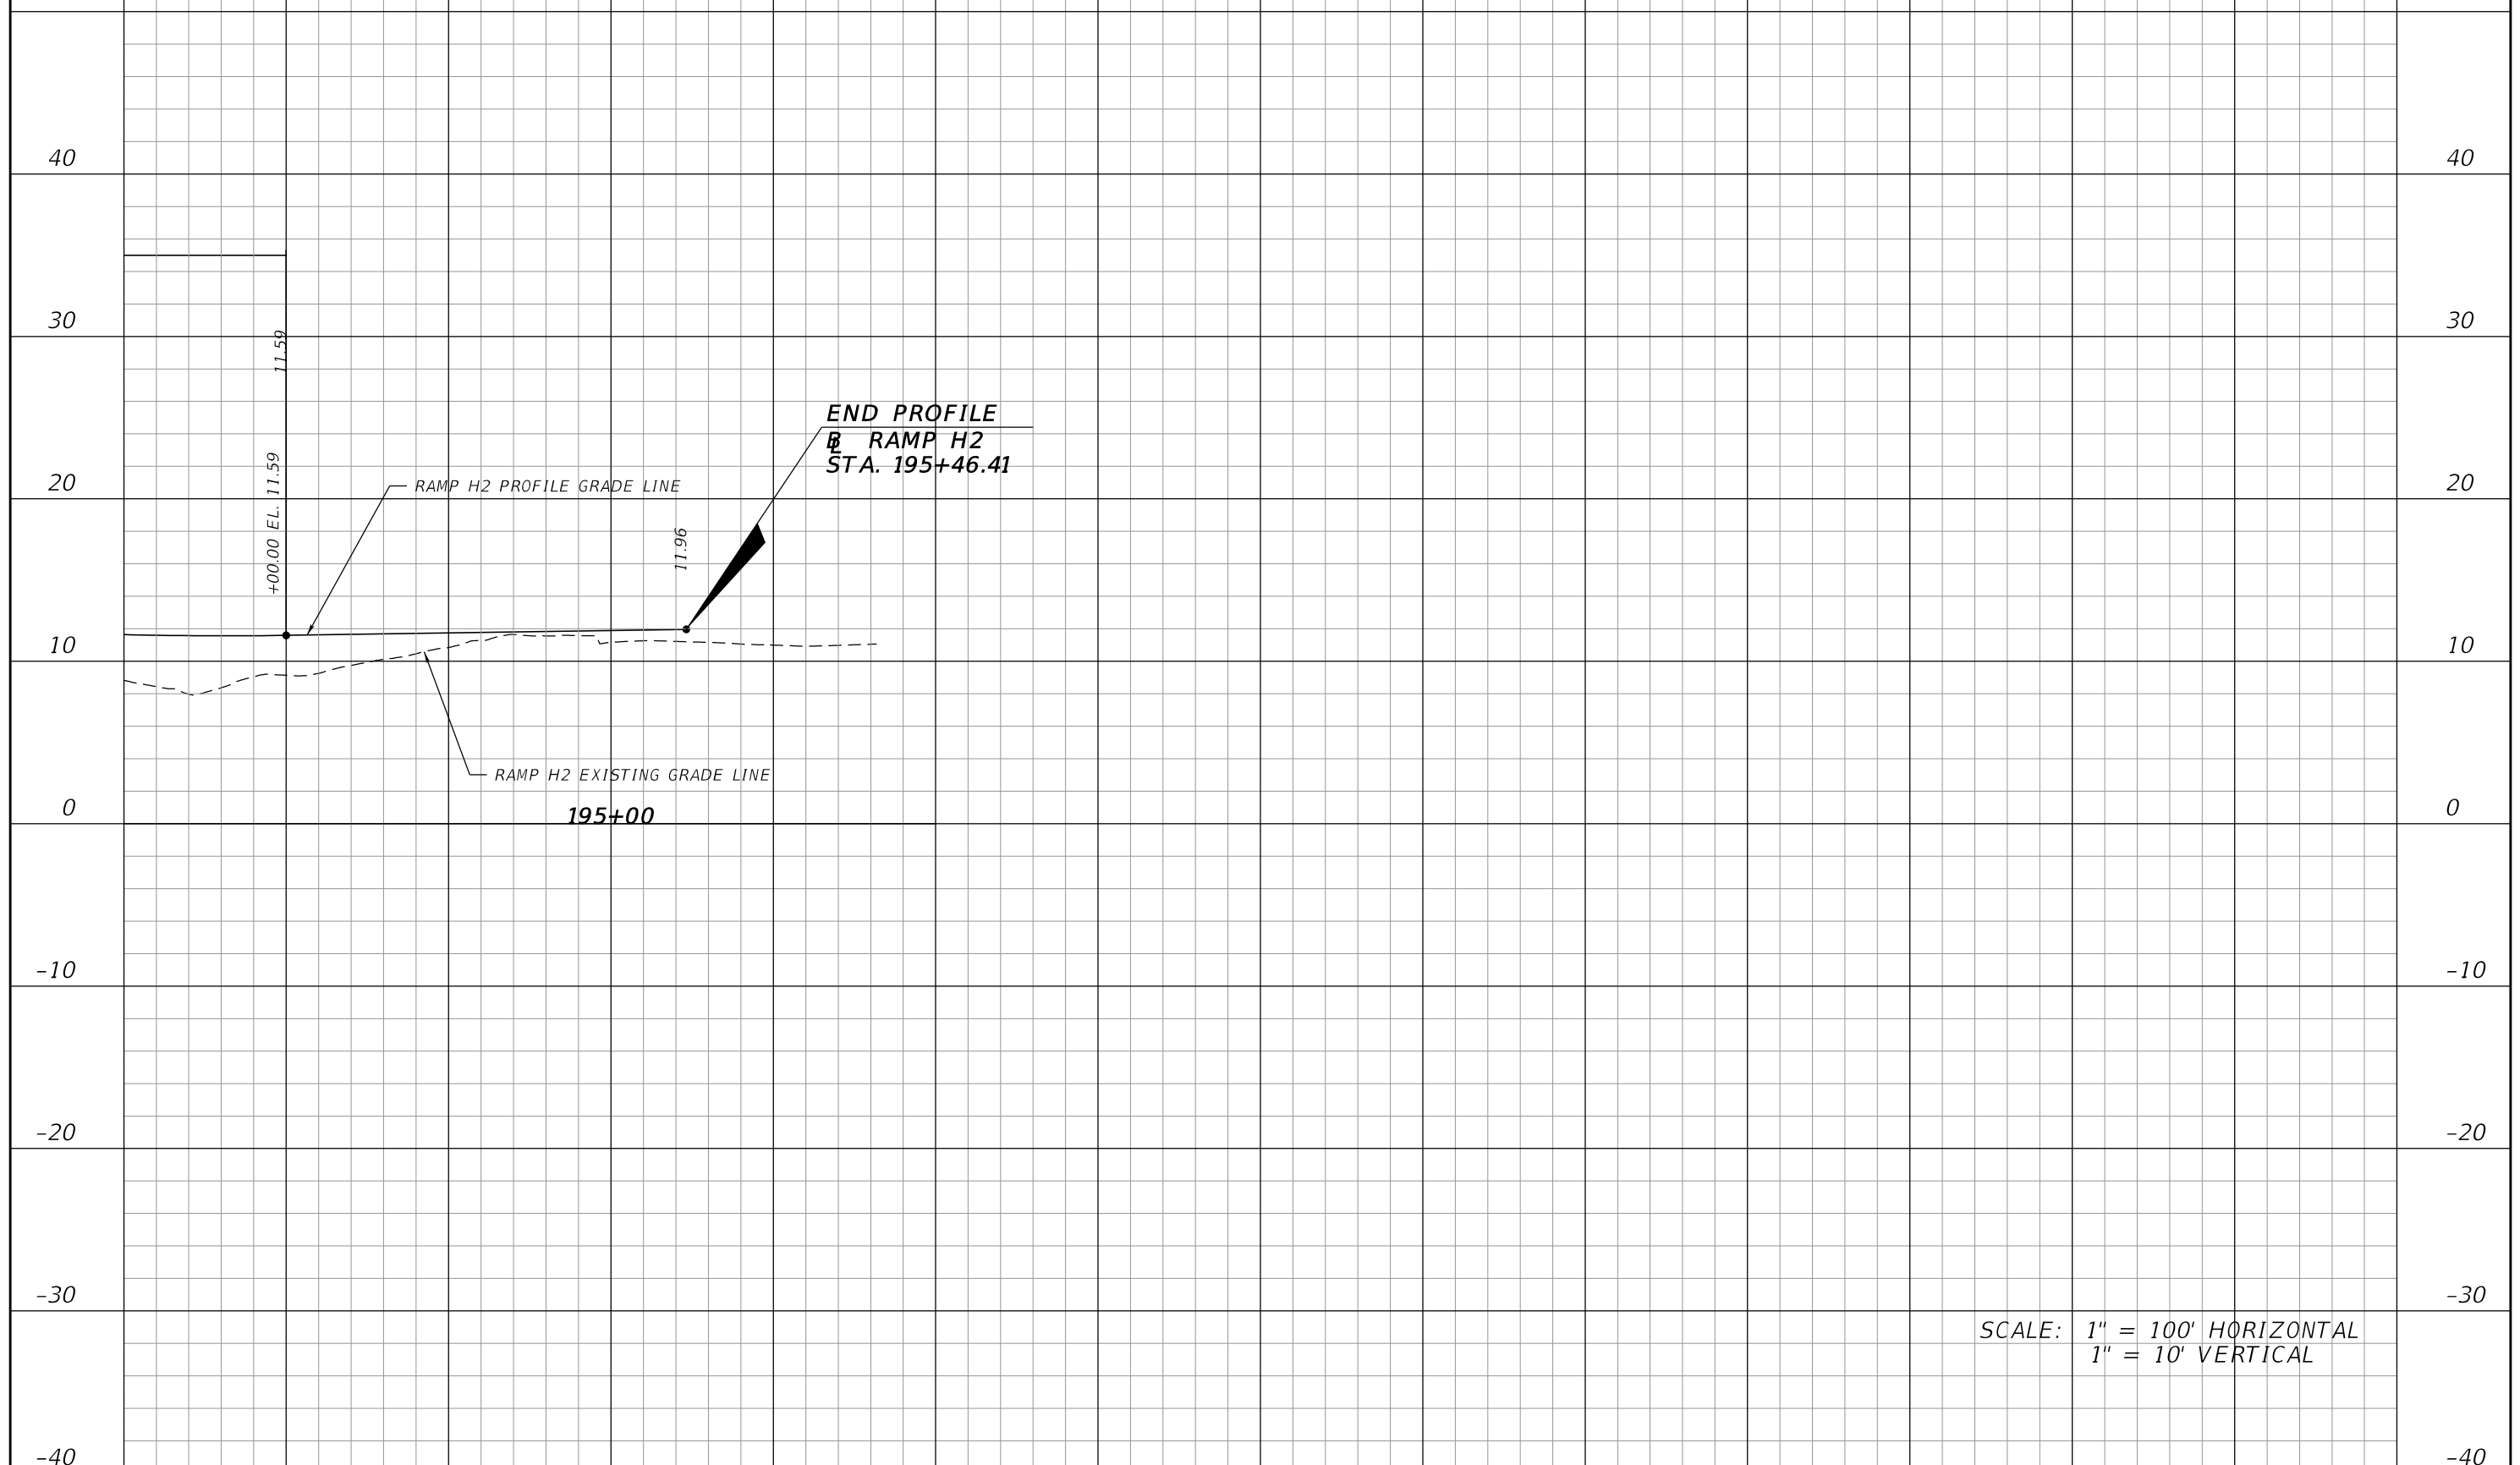 40 40
30 30
11.59
END PROFILE
BL RAMP H2
STA. 195+46.41
+00.00 EL. 11.59
20 20
RAMP H2 PROFILE GRADE LINE
11.96
10 10
RAMP H2 EXISTING GRADE LINE
195+00
0 0
-10 -10
-20 -20
-30 -30
SCALE: 1" = 100' HORIZONTAL
1" = 10' VERTICAL
-40 -40